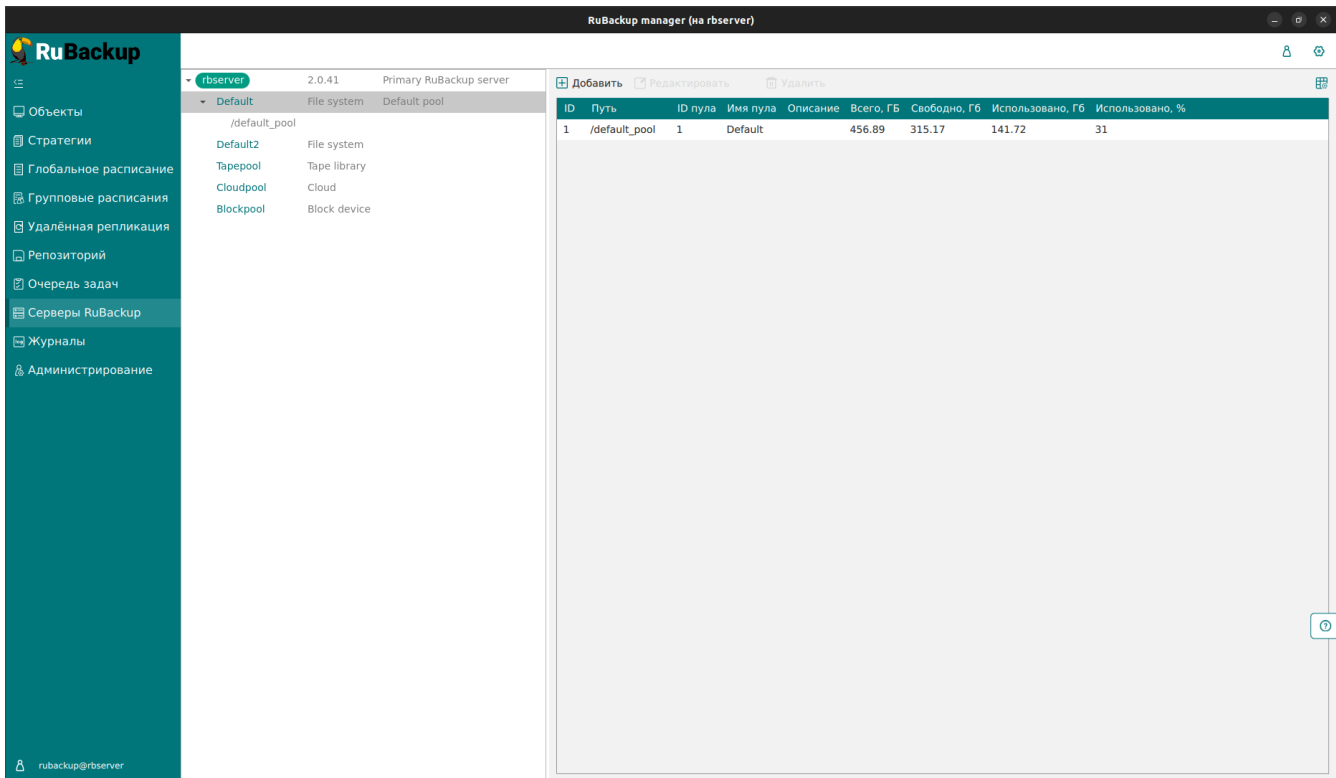 RuBackup manager (на rbserver)
RuBackup
Объекты
Стратегии
Глобальное расписание
Групповые расписания
Удалённая репликация
Репозиторий
Очередь задач
Серверы RuBackup
Журналы
Администрирование
rubackup@rbserver
rbserver 2.0.41 Primary RuBackup server
Default File system Default pool
/default_pool
Default2 File system
Tapepool Tape library
Cloudpool Cloud
Blockpool Block device
Добавить Редактировать Удалить
ID Путь ID пула Имя пула Описание Всего, ГБ Свободно, Гб Использовано, Гб Использовано, %
1 /default_pool 1 Default 456.89 315.17 141.72 31